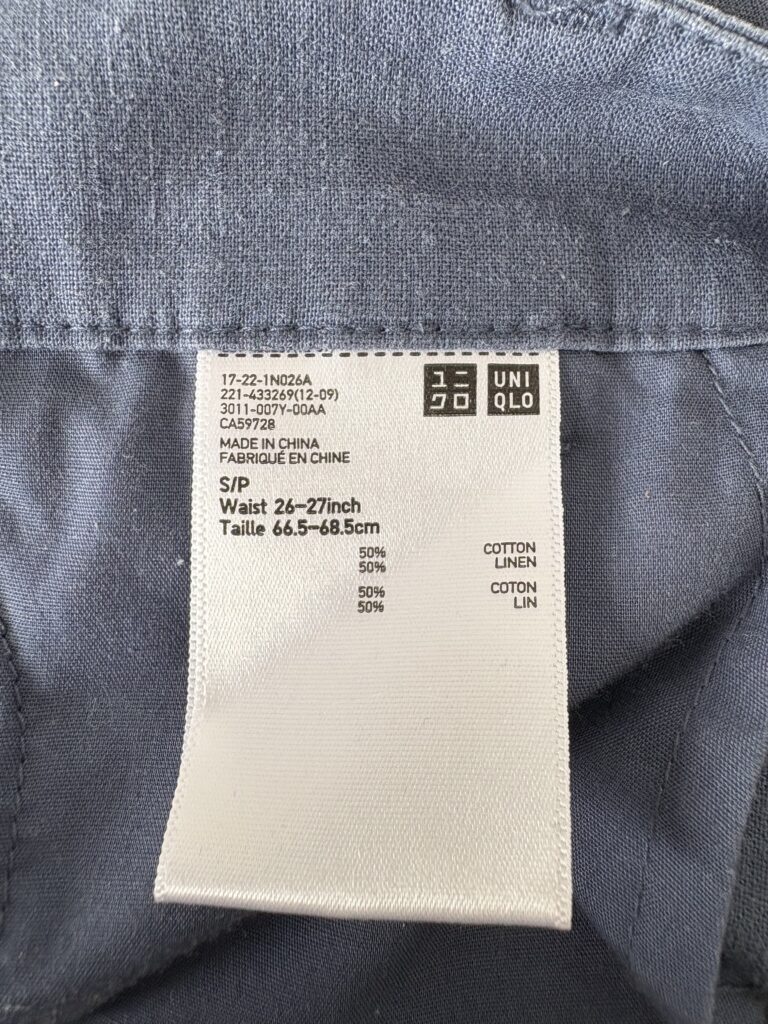 17-22-1N026A
221-433269(12-09)
3011-007Y-00AA
CA59728
MADE IN CHINA
FABRIQUÉ EN CHINE
ユニ
クロ
UNI
QLO
S/P
Waist 26–27inch
Taille 66.5–68.5cm
50% COTTON
50% LINEN
50% COTON
50% LIN